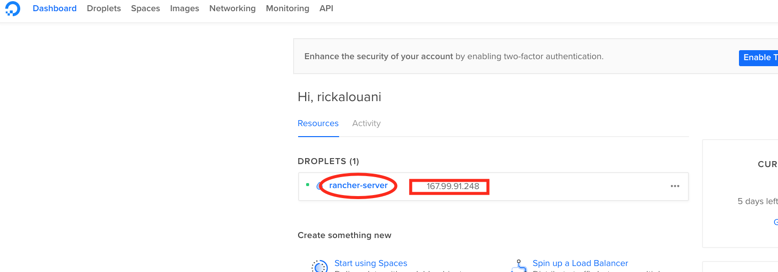 Dashboard Droplets Spaces Images Networking Monitoring API
Enhance the security of your account by enabling two-factor authentication.
Enable T
Hi, rickalouani
Resources Activity
DROPLETS (1)
CUR
rancher-server 167.99.91.248 •••
5 days left
G
Create something new
Start using Spaces
Spin up a Load Balancer